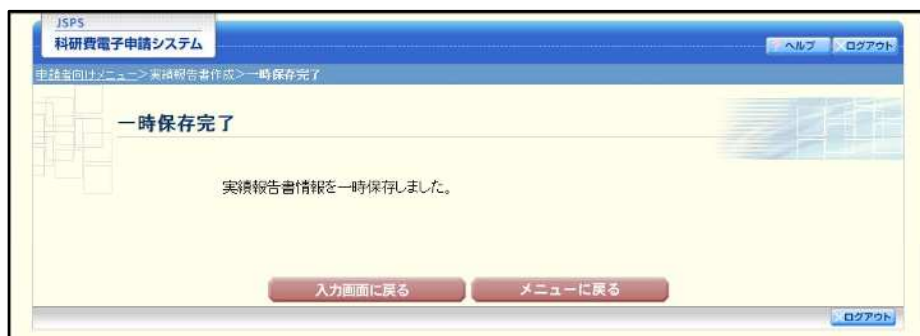 JSPS
科研費電子申請システム
ヘルプ
ログアウト
申請者向けメニュー>実績報告書作成>一時保存完了
一時保存完了
実績報告書情報を一時保存しました。
入力画面に戻る
メニューに戻る
ログアウト